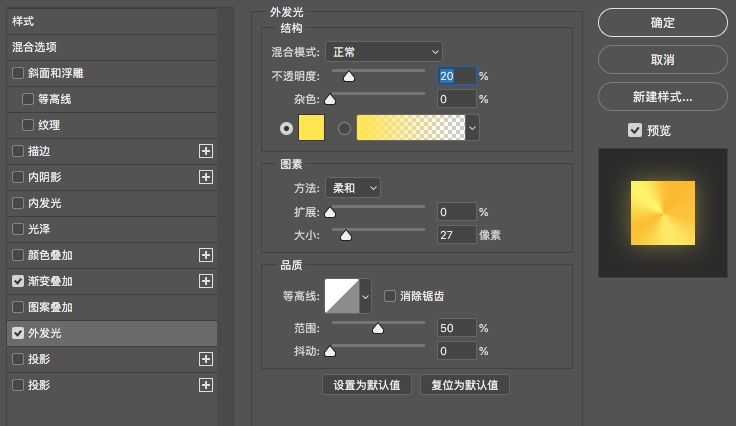 样式
混合选项
斜面和浮雕
等高线
纹理
描边
内阴影
内发光
光泽
颜色叠加
渐变叠加
图案叠加
外发光
投影
投影
外发光
结构
混合模式: 正常
不透明度: 20 %
杂色: 0 %
图素
方法: 柔和
扩展: 0 %
大小: 27 像素
品质
等高线: 消除锯齿
范围: 50 %
抖动: 0 %
设置为默认值 复位为默认值
确定
取消
新建样式...
预览